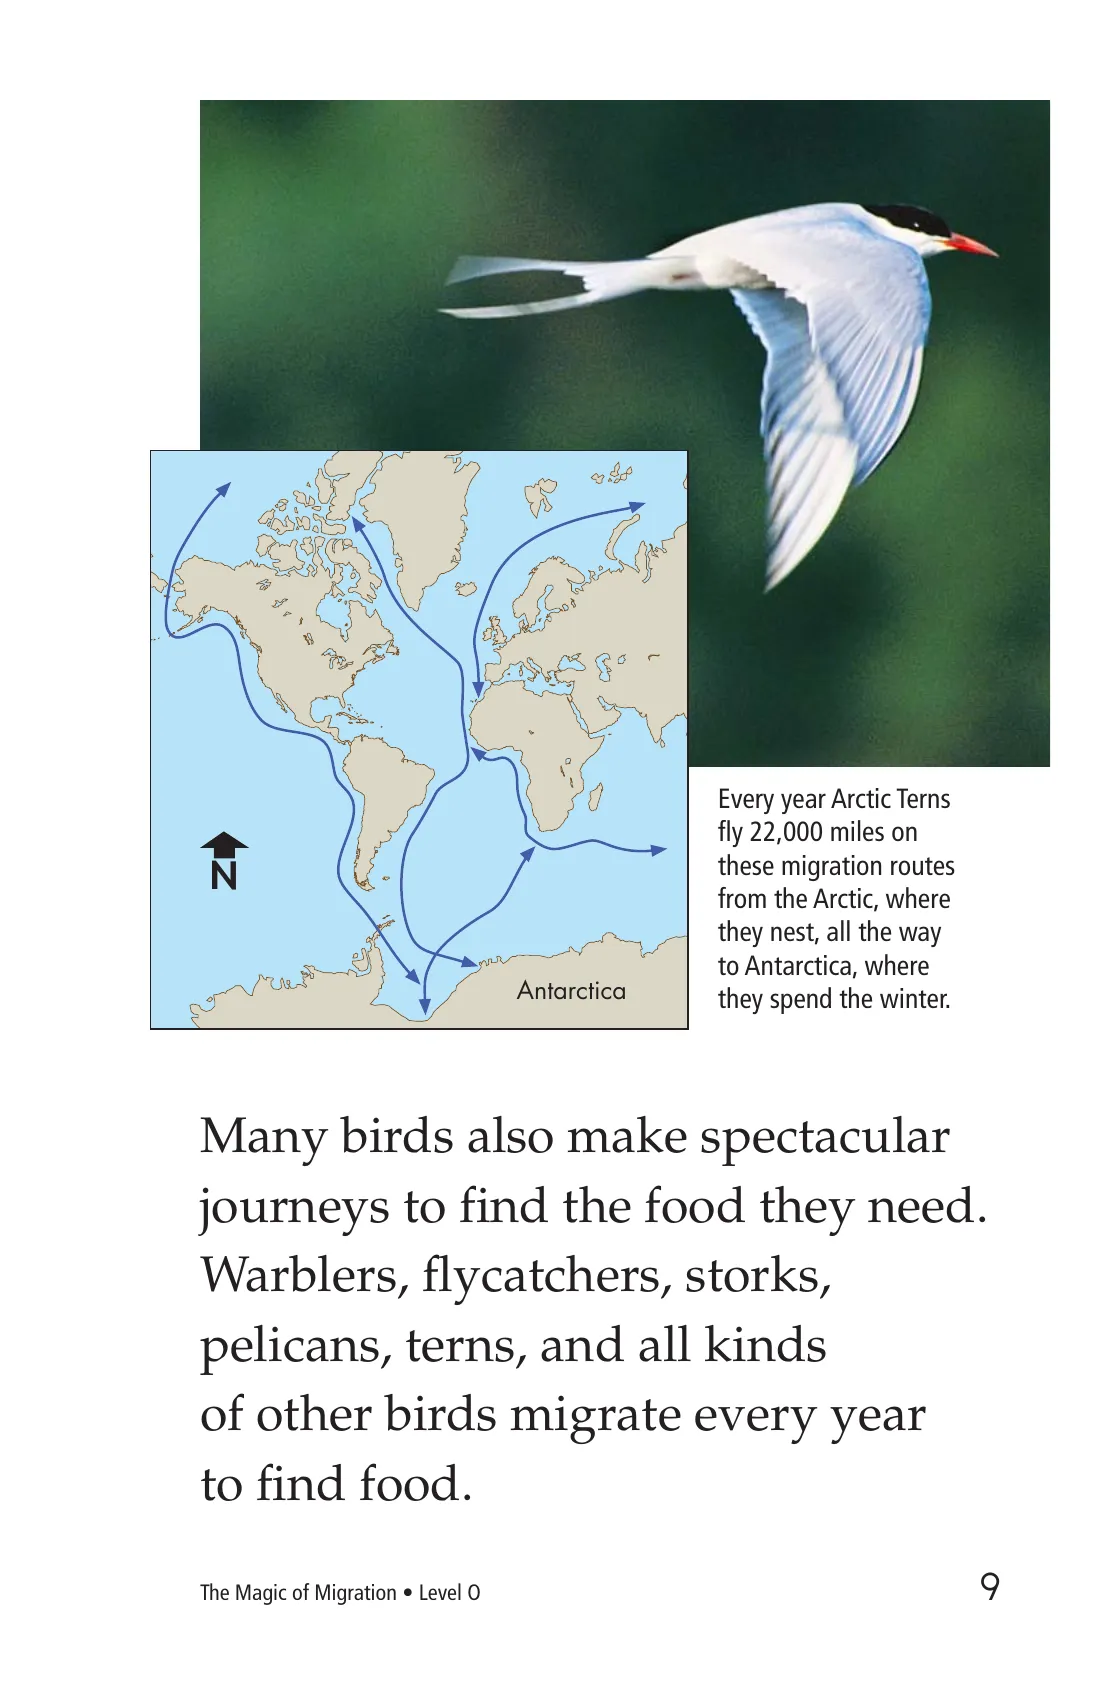 N
Antarctica
Every year Arctic Terns
fly 22,000 miles on
these migration routes
from the Arctic, where
they nest, all the way
to Antarctica, where
they spend the winter.
Many birds also make spectacular
journeys to find the food they need.
Warblers, flycatchers, storks,
pelicans, terns, and all kinds
of other birds migrate every year
to find food.
The Magic of Migration • Level O
9